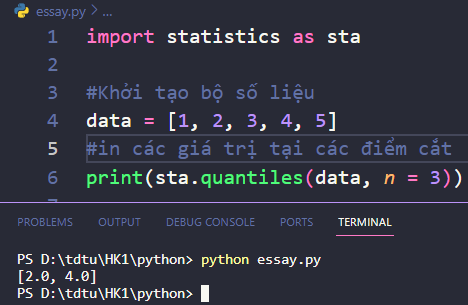 essay.py > ...
1 import statistics as sta
2
3 #Khởi tạo bộ số liệu
4 data = [1, 2, 3, 4, 5]
5 #in các giá trị tại các điểm cắt
6 print(sta.quantiles(data, n = 3))
PROBLEMS OUTPUT DEBUG CONSOLE PORTS TERMINAL
PS D:\tdtu\HK1\python> python essay.py
[2.0, 4.0]
PS D:\tdtu\HK1\python>